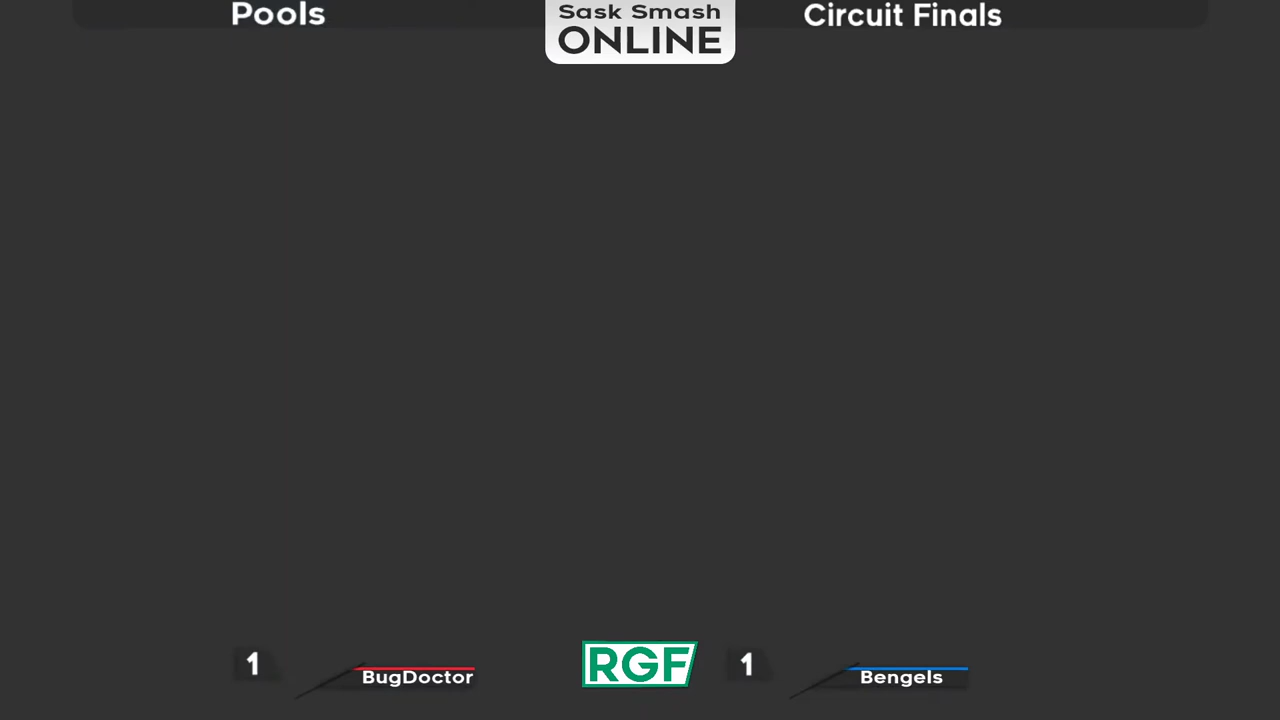 Pools
Sask Smash
ONLINE
Circuit Finals
1
BugDoctor
RGF
1
Bengels